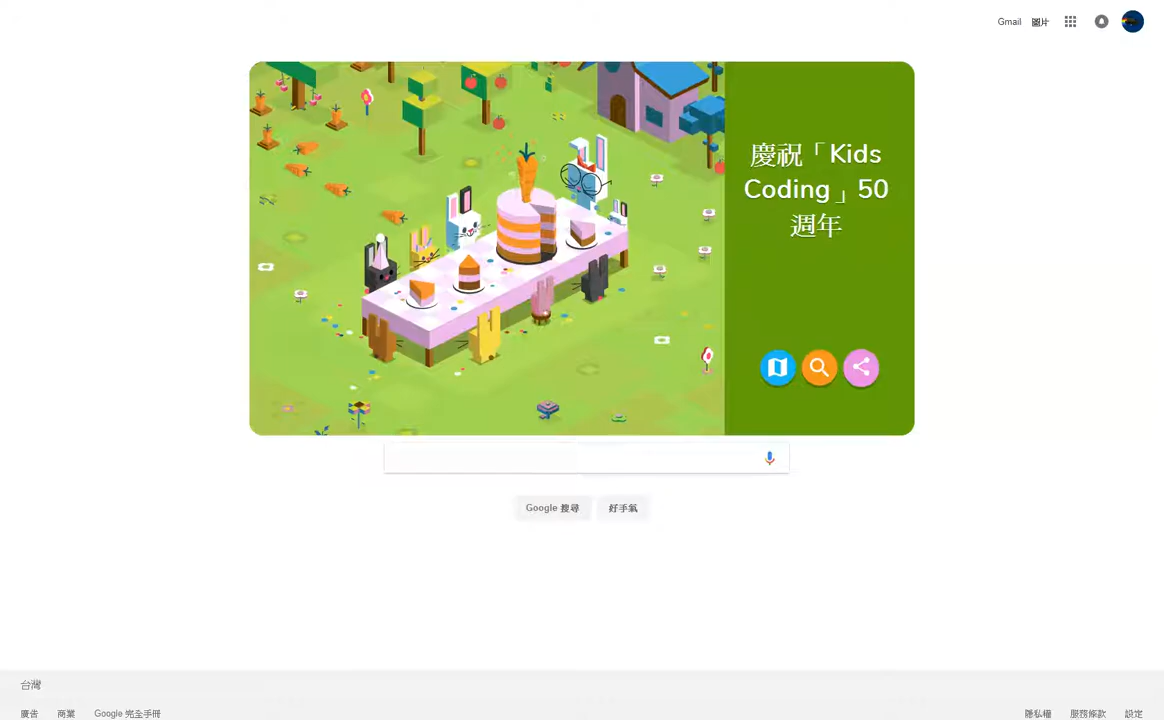 Gmail 圖片
慶祝「Kids
Coding」50
週年
Google 搜尋 好手氣
台灣
廣告 商業 Google 完全手冊 隱私權 服務條款 設定